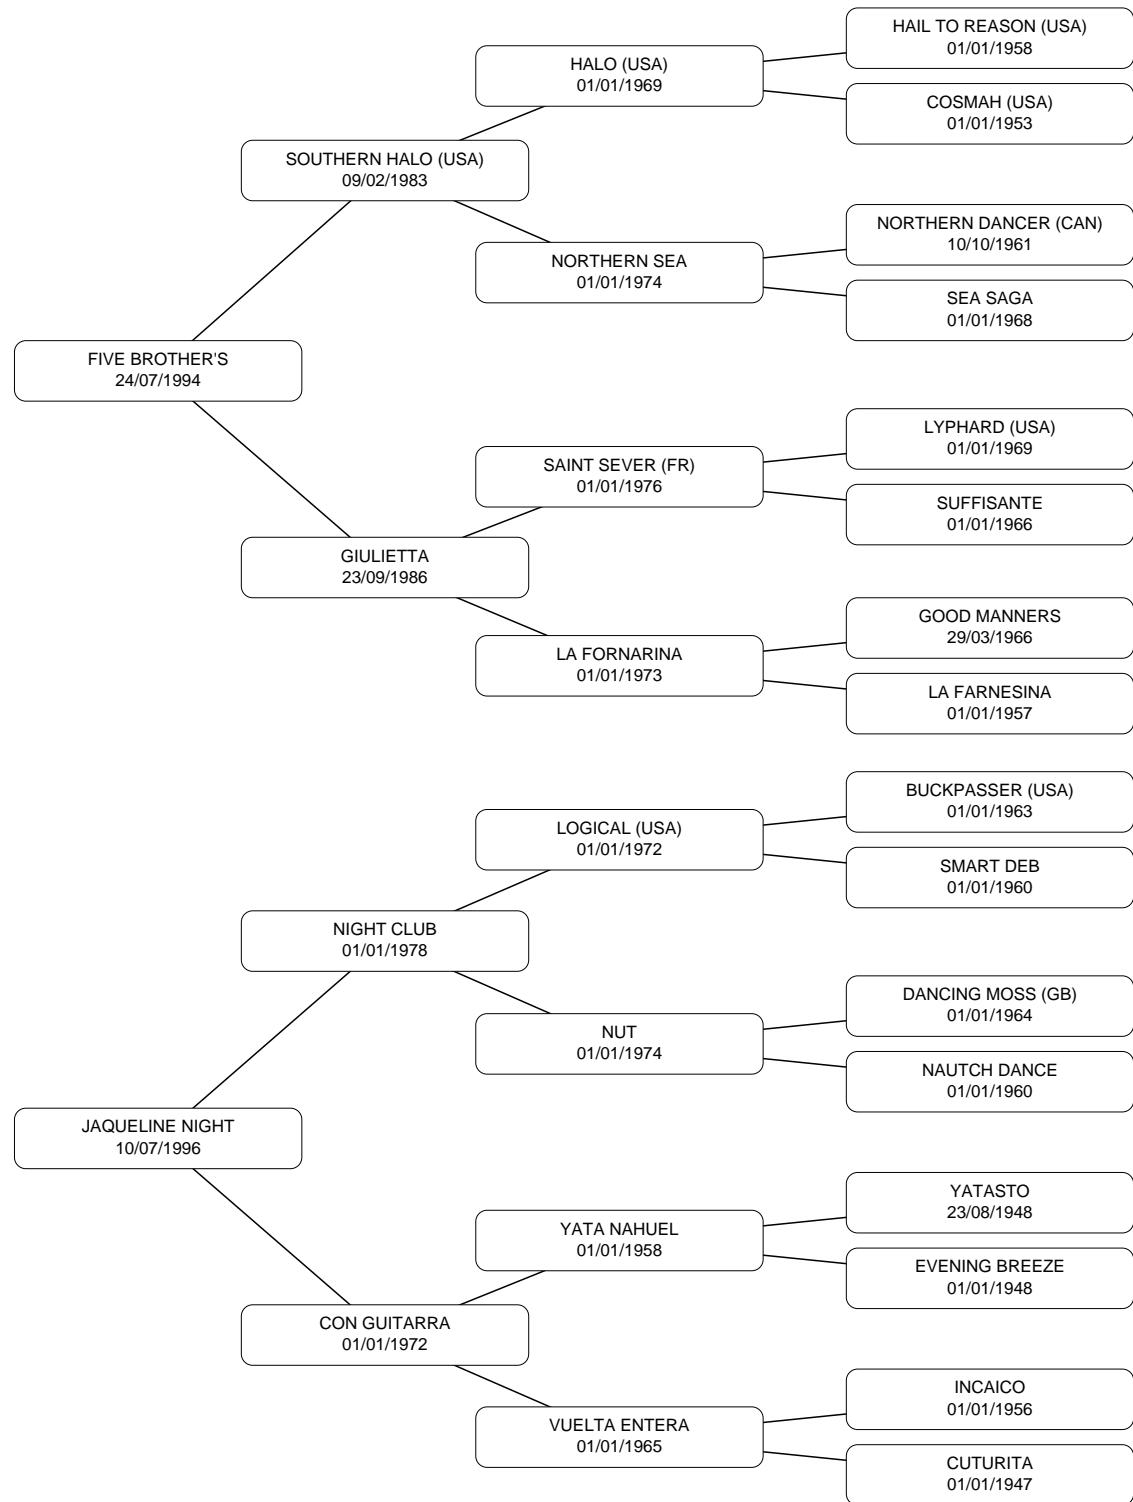 HAIL TO REASON (USA)
01/01/1958
HALO (USA)
01/01/1969
COSMAH (USA)
01/01/1953
SOUTHERN HALO (USA)
09/02/1983
NORTHERN DANCER (CAN)
10/10/1961
NORTHERN SEA
01/01/1974
SEA SAGA
01/01/1968
FIVE BROTHER'S
24/07/1994
LYPHARD (USA)
01/01/1969
SAINT SEVER (FR)
01/01/1976
SUFFISANTE
01/01/1966
GIULIETTA
23/09/1986
GOOD MANNERS
29/03/1966
LA FORNARINA
01/01/1973
LA FARNESINA
01/01/1957
BUCKPASSER (USA)
01/01/1963
LOGICAL (USA)
01/01/1972
SMART DEB
01/01/1960
NIGHT CLUB
01/01/1978
DANCING MOSS (GB)
01/01/1964
NUT
01/01/1974
NAUTCH DANCE
01/01/1960
JAQUELINE NIGHT
10/07/1996
YATASTO
23/08/1948
YATA NAHUEL
01/01/1958
EVENING BREEZE
01/01/1948
CON GUITARRA
01/01/1972
INCAICO
01/01/1956
VUELTA ENTERA
01/01/1965
CUTURITA
01/01/1947